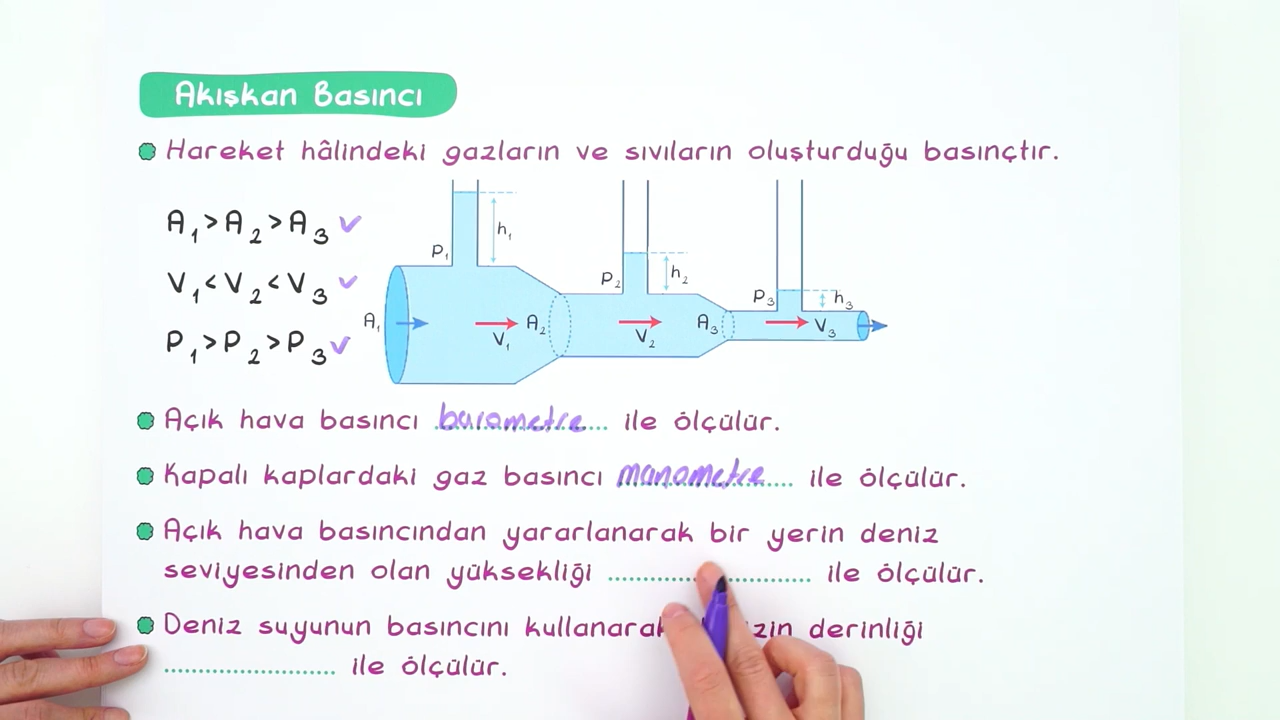 Akışkan Basıncı
Hareket hâlindeki gazların ve sıvıların oluşturduğu basınçtır.
A₁ > A₂ > A₃ ✓
V₁ < V₂ < V₃ ✓
P₁ > P₂ > P₃ ✓
P₁ h₁ P₂ h₂ P₃ h₃
A₁ V₁ A₂ V₂ A₃ V₃
Açık hava basıncı barometre ile ölçülür.
Kapalı kaplardaki gaz basıncı manometre ile ölçülür.
Açık hava basıncından yararlanarak bir yerin deniz
seviyesinden olan yüksekliği .......................... ile ölçülür.
Deniz suyunun basıncını derinliği
...................... ile ölçülür.